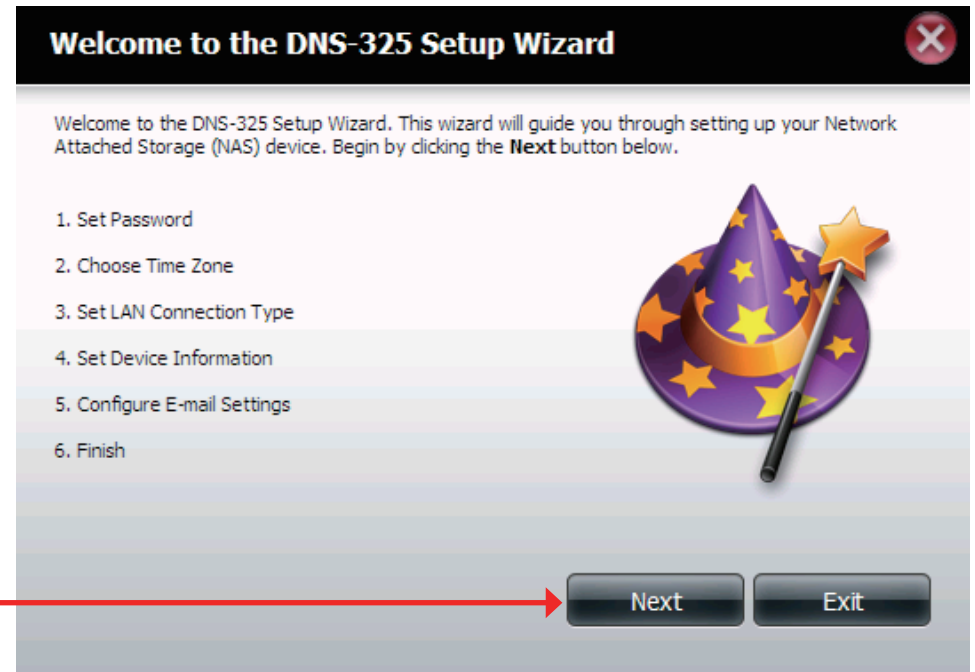 Welcome to the DNS-325 Setup Wizard
Welcome to the DNS-325 Setup Wizard. This wizard will guide you through setting up your Network
Attached Storage (NAS) device. Begin by clicking the Next button below.
1. Set Password
2. Choose Time Zone
3. Set LAN Connection Type
4. Set Device Information
5. Configure E-mail Settings
6. Finish
Next
Exit